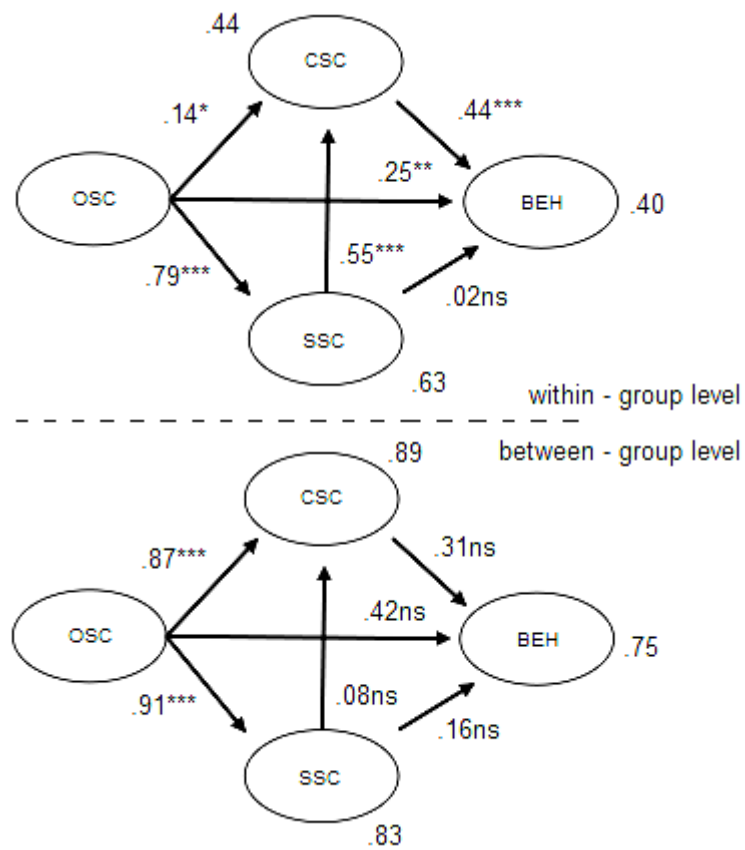 .44
CSC
.14*
.44***
OSC
.25**
BEH
.40
.79***
.55***
.02ns
SSC
.63
within - group level
between - group level
.89
CSC
.87***
.31ns
OSC
.42ns
BEH
.75
.91***
.08ns
.16ns
SSC
.83